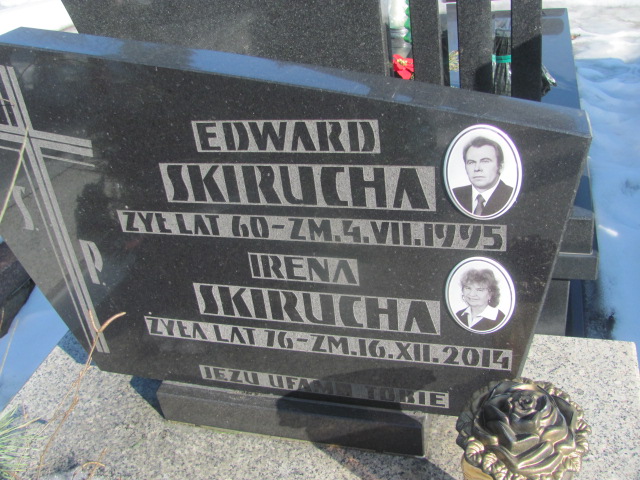 Ś. P.
EDWARD
SKIRUCHA
ŻYŁ LAT 60-ZM.4.VII.1995
IRENA
SKIRUCHA
ŻYŁA LAT 76-ZM.16.XII.2014
JEZU UFAMY TOBIE